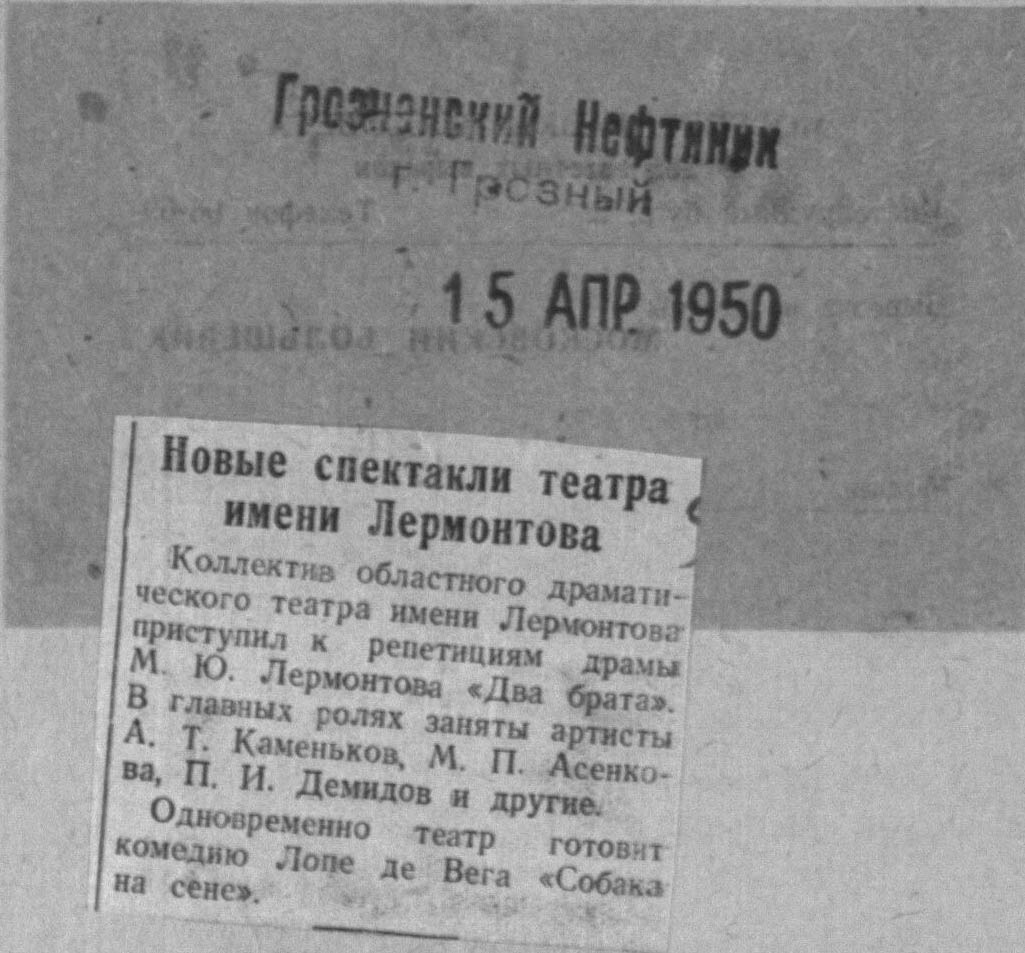 Грозненский Нефтяник
г. Грозный
15 АПР 1950
Новые спектакли театра
имени Лермонтова
Коллектив областного драмати-
ческого театра имени Лермонтова
приступил к репетициям драмы
М. Ю. Лермонтова «Два брата».
В главных ролях заняты артисты
А. Т. Каменьков, М. П. Асенко-
ва, П. И. Демидов и другие.
Одновременно театр готовит
комедию Лопе де Вега «Собака
на сене».